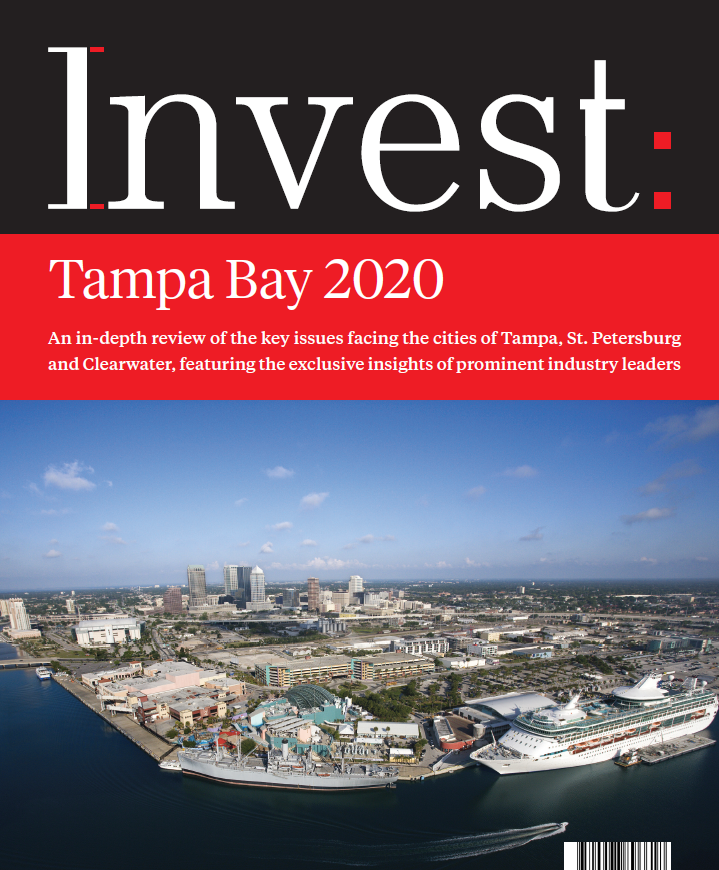 Invest:
Tampa Bay 2020
An in-depth review of the key issues facing the cities of Tampa, St. Petersburg
and Clearwater, featuring the exclusive insights of prominent industry leaders